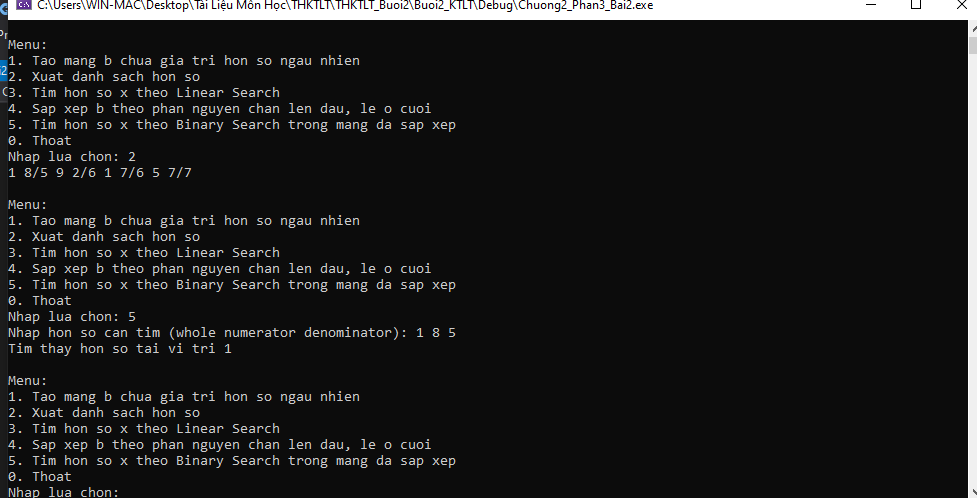 C:\Users\WIN-MAC\Desktop\Tài Liệu Môn Học\THKTLT\THKTLT_Buoi2\Buoi2_KTLT\Debug\Chuong2_Phan3_Bai2.exe
Menu:
1. Tao mang b chua gia tri hon so ngau nhien
2. Xuat danh sach hon so
3. Tim hon so x theo Linear Search
4. Sap xep b theo phan nguyen chan len dau, le o cuoi
5. Tim hon so x theo Binary Search trong mang da sap xep
0. Thoat
Nhap lua chon: 2
1 8/5 9 2/6 1 7/6 5 7/7
Menu:
1. Tao mang b chua gia tri hon so ngau nhien
2. Xuat danh sach hon so
3. Tim hon so x theo Linear Search
4. Sap xep b theo phan nguyen chan len dau, le o cuoi
5. Tim hon so x theo Binary Search trong mang da sap xep
0. Thoat
Nhap lua chon: 5
Nhap hon so can tim (whole numerator denominator): 1 8 5
Tim thay hon so tai vi tri 1
Menu:
1. Tao mang b chua gia tri hon so ngau nhien
2. Xuat danh sach hon so
3. Tim hon so x theo Linear Search
4. Sap xep b theo phan nguyen chan len dau, le o cuoi
5. Tim hon so x theo Binary Search trong mang da sap xep
0. Thoat
Nhap lua chon: